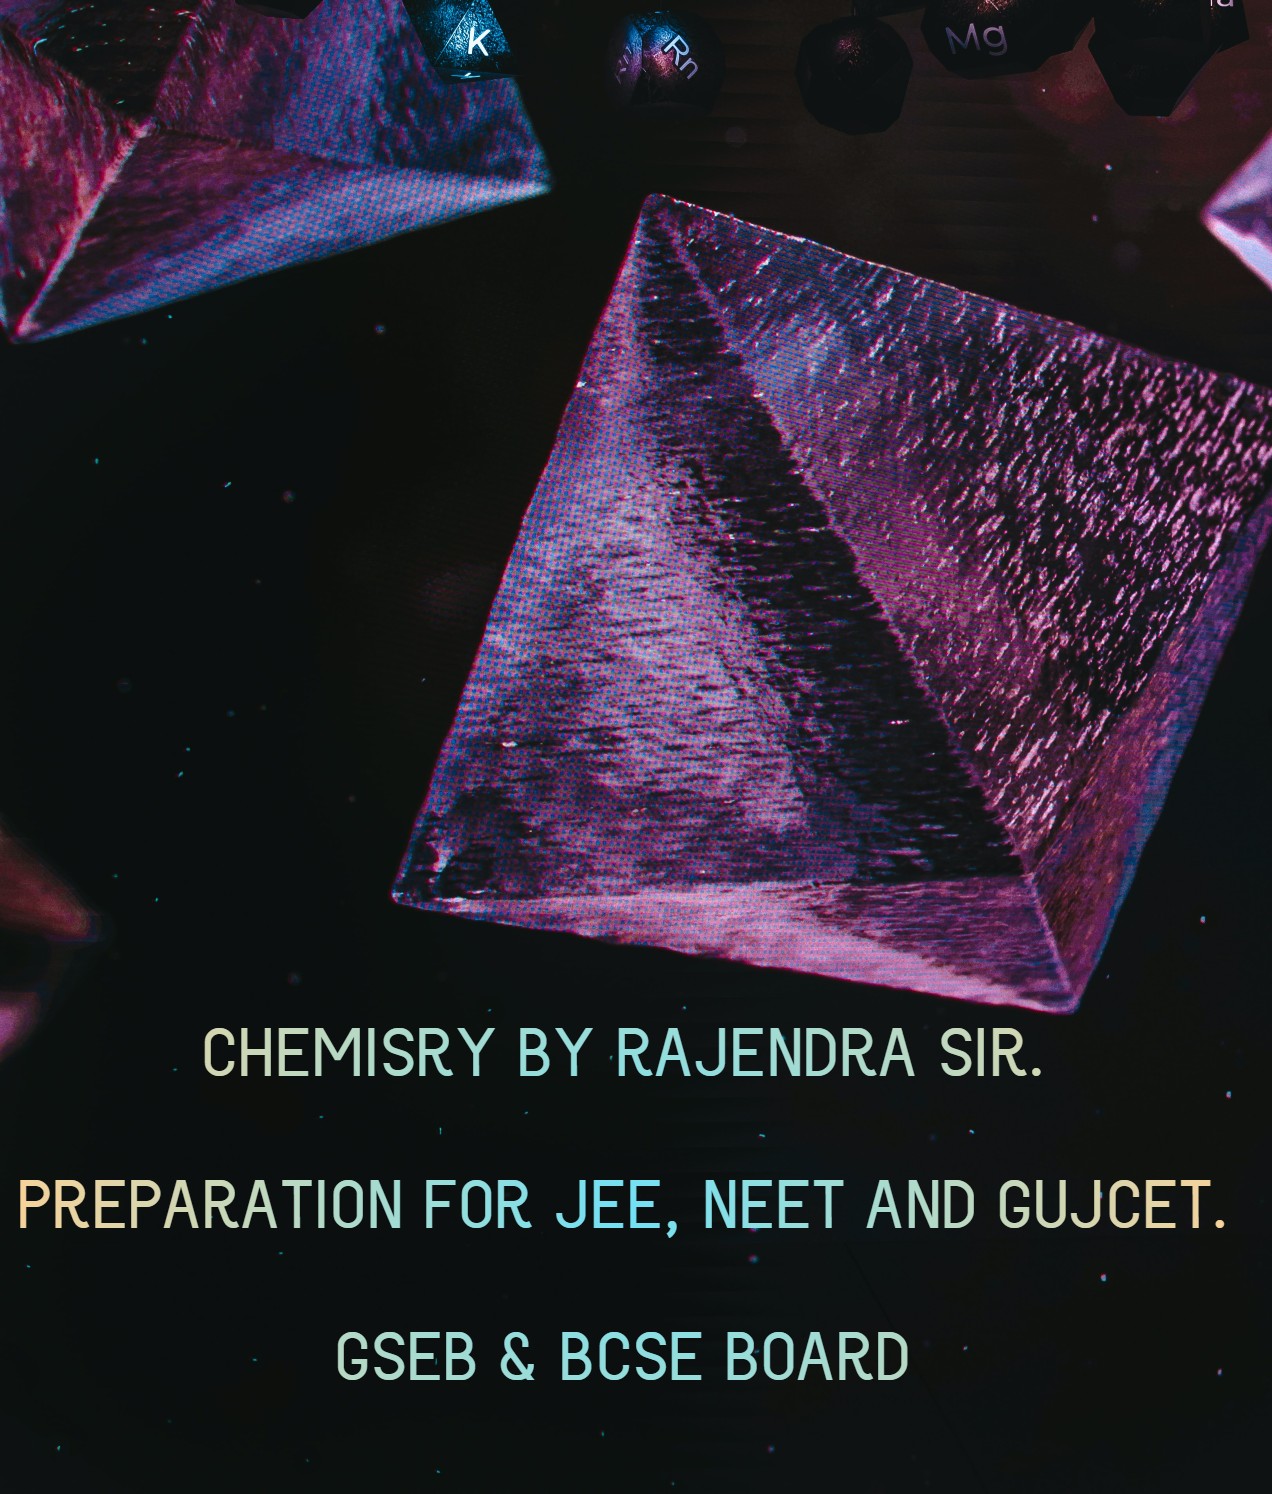 K
Rn
Mg
CHEMISRY BY RAJENDRA SIR.
PREPARATION FOR JEE, NEET AND GUJCET.
GSEB & BCSE BOARD